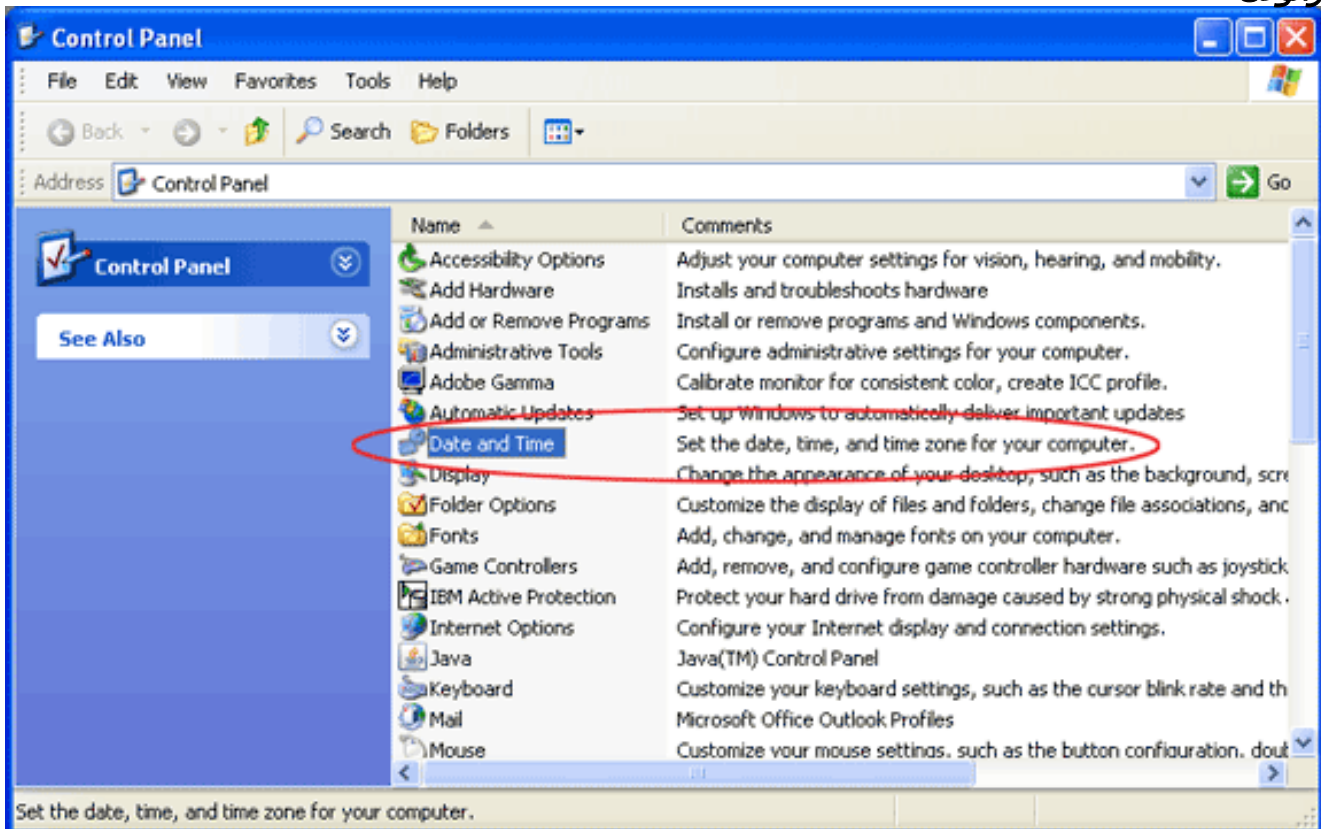 Control Panel
File Edit View Favorites Tools Help
Back Search Folders
Address Control Panel Go
Control Panel
See Also
Name Comments
Accessibility Options Adjust your computer settings for vision, hearing, and mobility.
Add Hardware Installs and troubleshoots hardware
Add or Remove Programs Install or remove programs and Windows components.
Administrative Tools Configure administrative settings for your computer.
Adobe Gamma Calibrate monitor for consistent color, create ICC profile.
Automatic Updates Set up Windows to automatically deliver important updates
Date and Time Set the date, time, and time zone for your computer.
Display Change the appearance of your desktop, such as the background, scre
Folder Options Customize the display of files and folders, change file associations, and
Fonts Add, change, and manage fonts on your computer.
Game Controllers Add, remove, and configure game controller hardware such as joystick
IBM Active Protection Protect your hard drive from damage caused by strong physical shock
Internet Options Configure your Internet display and connection settings.
Java Java(TM) Control Panel
Keyboard Customize your keyboard settings, such as the cursor blink rate and th
Mail Microsoft Office Outlook Profiles
Mouse Customize your mouse settings, such as the button configuration, doub
Set the date, time, and time zone for your computer.